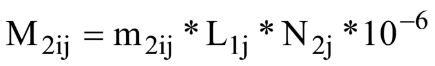 M₂ᵢⱼ = m₂ᵢⱼ * L₁ⱼ * N₂ⱼ * 10⁻⁶